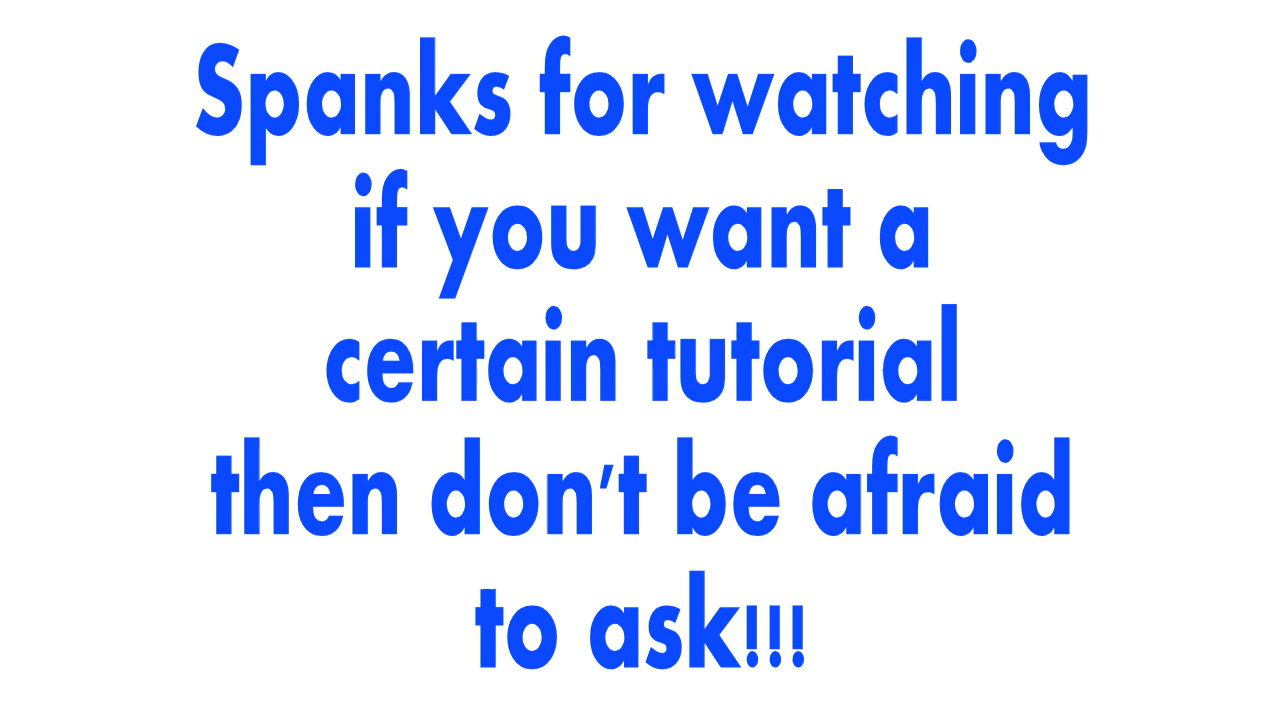 Spanks for watching
if you want a
certain tutorial
then don't be afraid
to ask!!!